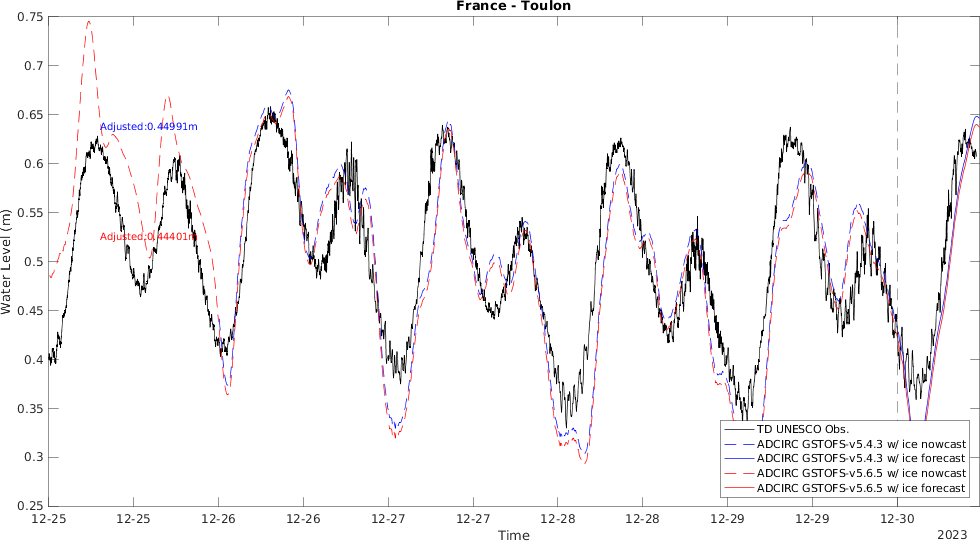 France - Toulon
0.75
0.7
0.65
0.6
0.55
0.5
0.45
0.4
0.35
0.3
0.25
Water Level (m)
Adjusted:0.44991m
Adjusted:0.44401m
TD UNESCO Obs.
ADCIRC GSTOFS-v5.4.3 w/ ice nowcast
ADCIRC GSTOFS-v5.4.3 w/ ice forecast
ADCIRC GSTOFS-v5.6.5 w/ ice nowcast
ADCIRC GSTOFS-v5.6.5 w/ ice forecast
12-25 12-25 12-26 12-26 12-27 12-27 12-28 12-28 12-29 12-29 12-30
Time
2023